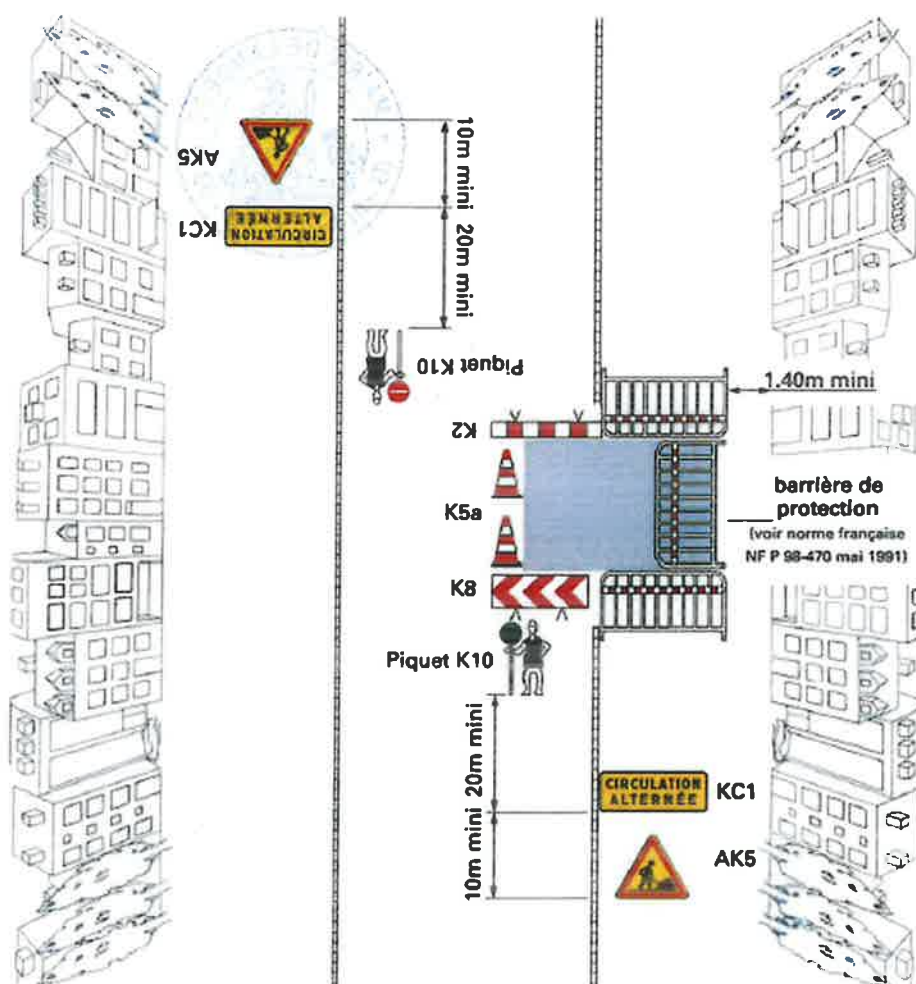 AK5
10m mini
KC1
CIRCULATION
ALTERNÉE
20m mini
Piquet K10
1.40m mini
K2
K5a
barrière de
protection
(voir norme française
NF P 98-470 mai 1991)
K8
Piquet K10
20m mini
CIRCULATION
ALTERNÉE
KC1
10m mini
AK5